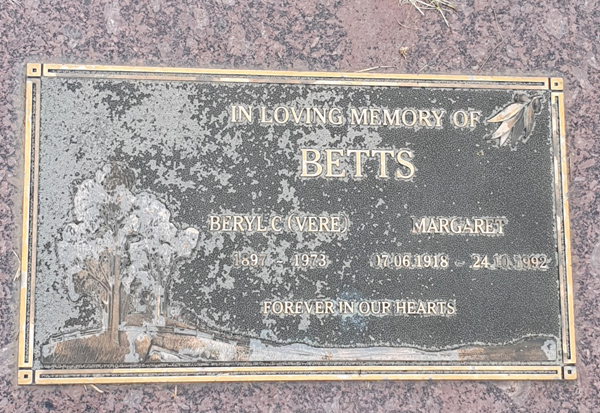 IN LOVING MEMORY OF
BETTS
BERYL C (VERE) MARGARET
1897 - 1973 17.06.1918 - 24.10.1992
FOREVER IN OUR HEARTS